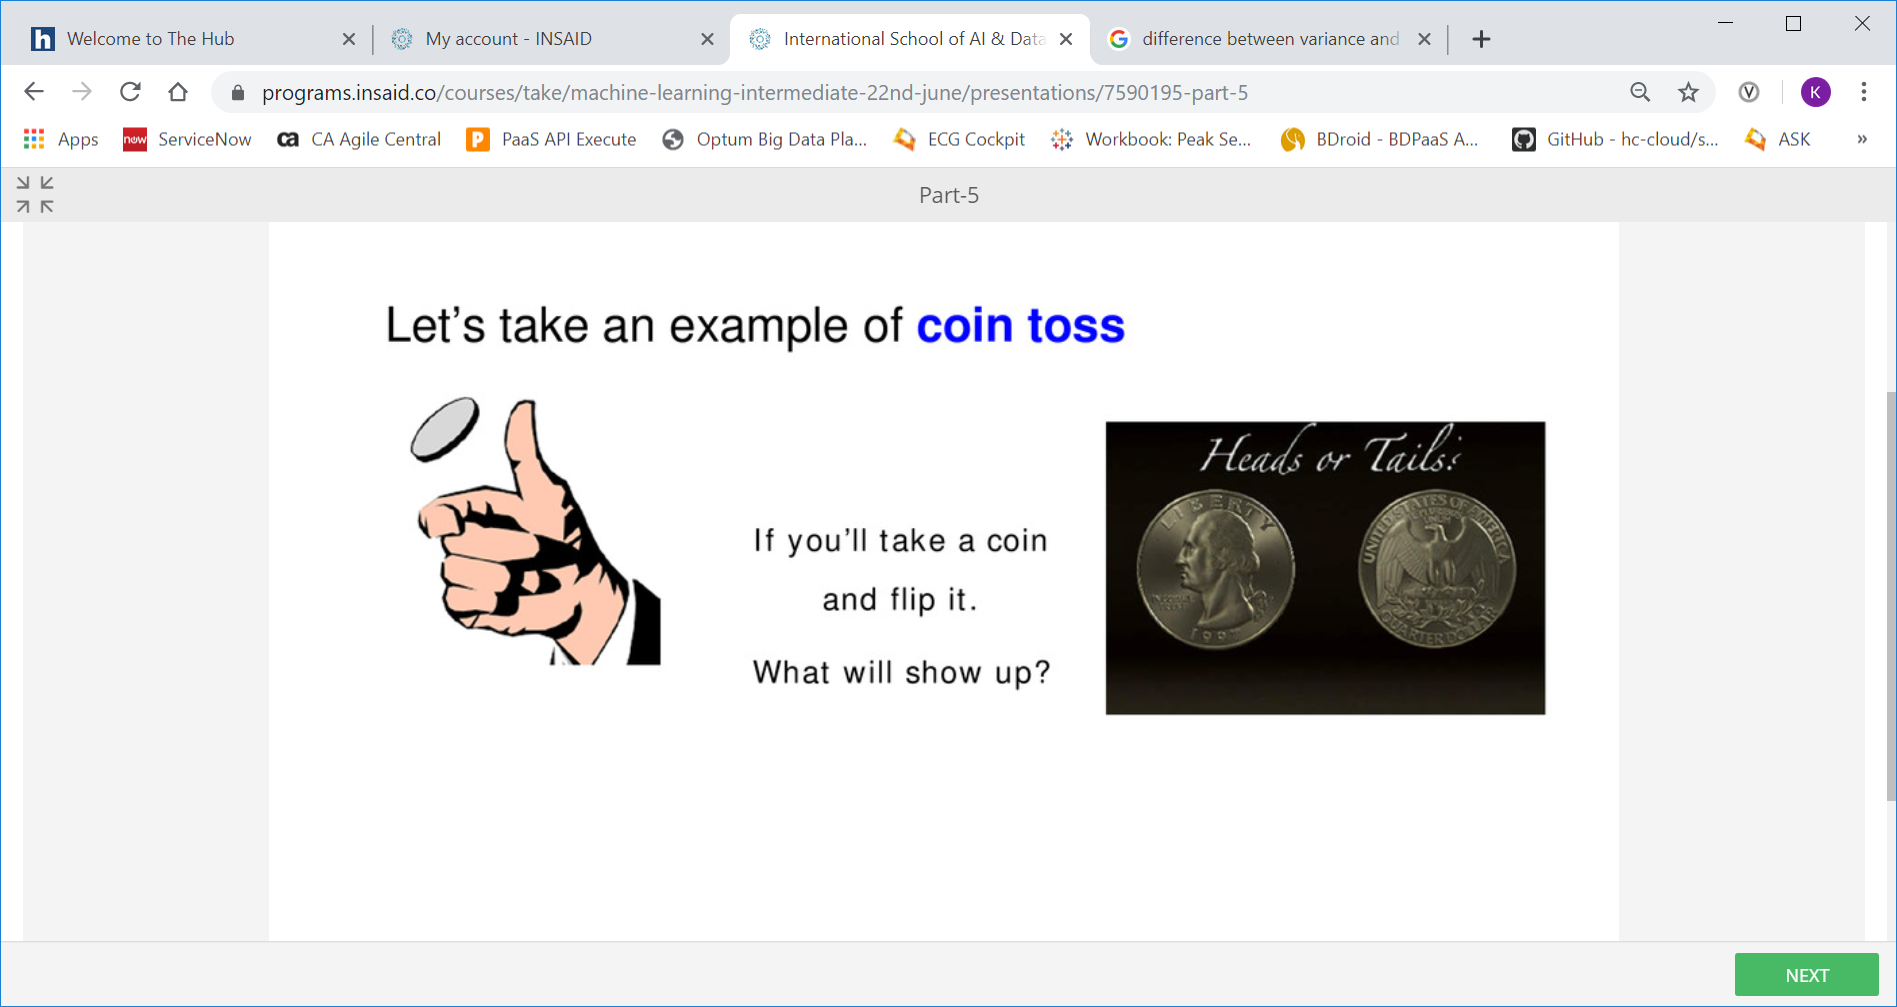 Welcome to The Hub
My account - INSAID
International School of AI & Data
difference between variance and
programs.insaid.co/courses/take/machine-learning-intermediate-22nd-june/presentations/7590195-part-5
K
Apps
now ServiceNow
ca CA Agile Central
P PaaS API Execute
Optum Big Data Pla...
ECG Cockpit
Workbook: Peak Se...
BDroid - BDPaaS A...
GitHub - hc-cloud/s...
ASK
»
Part-5
Let's take an example of coin toss
Heads or Tails?
LIBERTY
UNITED STATES OF AMERICA
QUARTER DOLLAR
If you'll take a coin
and flip it.
What will show up?
NEXT